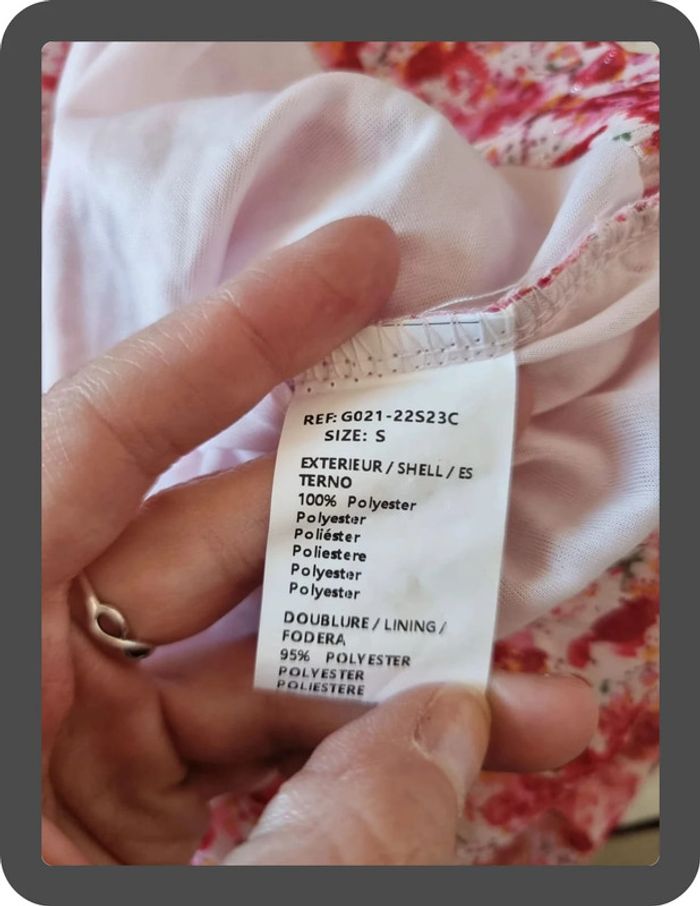 REF: G021-22S23C
SIZE: S
EXTERIEUR / SHELL / ES
TERNO
100% Polyester
Polyester
Poliéster
Poliestere
Polyester
Polyester
DOUBLURE / LINING /
FODERA
95% POLYESTER
POLYESTER
POLIESTERE